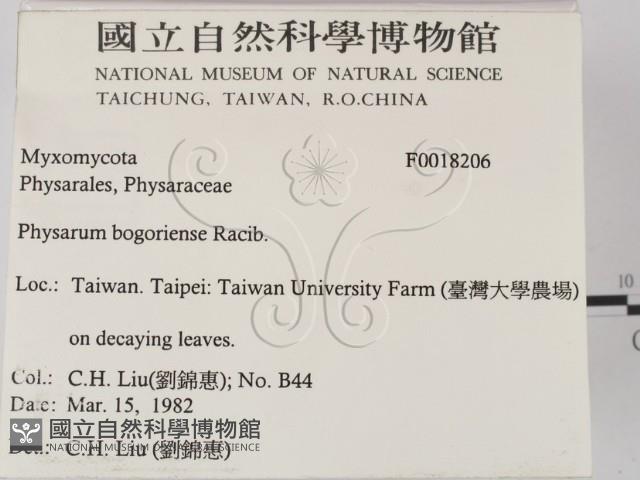 國立自然科學博物館
NATIONAL MUSEUM OF NATURAL SCIENCE
TAICHUNG, TAIWAN, R.O.CHINA
Myxomycota F0018206
Physarales, Physaraceae
Physarum bogoriense Racib.
Loc.: Taiwan. Taipei: Taiwan University Farm (臺灣大學農場)
on decaying leaves.
10
Col.: C.H. Liu(劉錦惠); No. B44
Date: Mar. 15, 1982
國立自然科學博物館
NATIONAL MUSEUM OF NATURAL SCIENCE
C.H. Liu (劉錦惠)